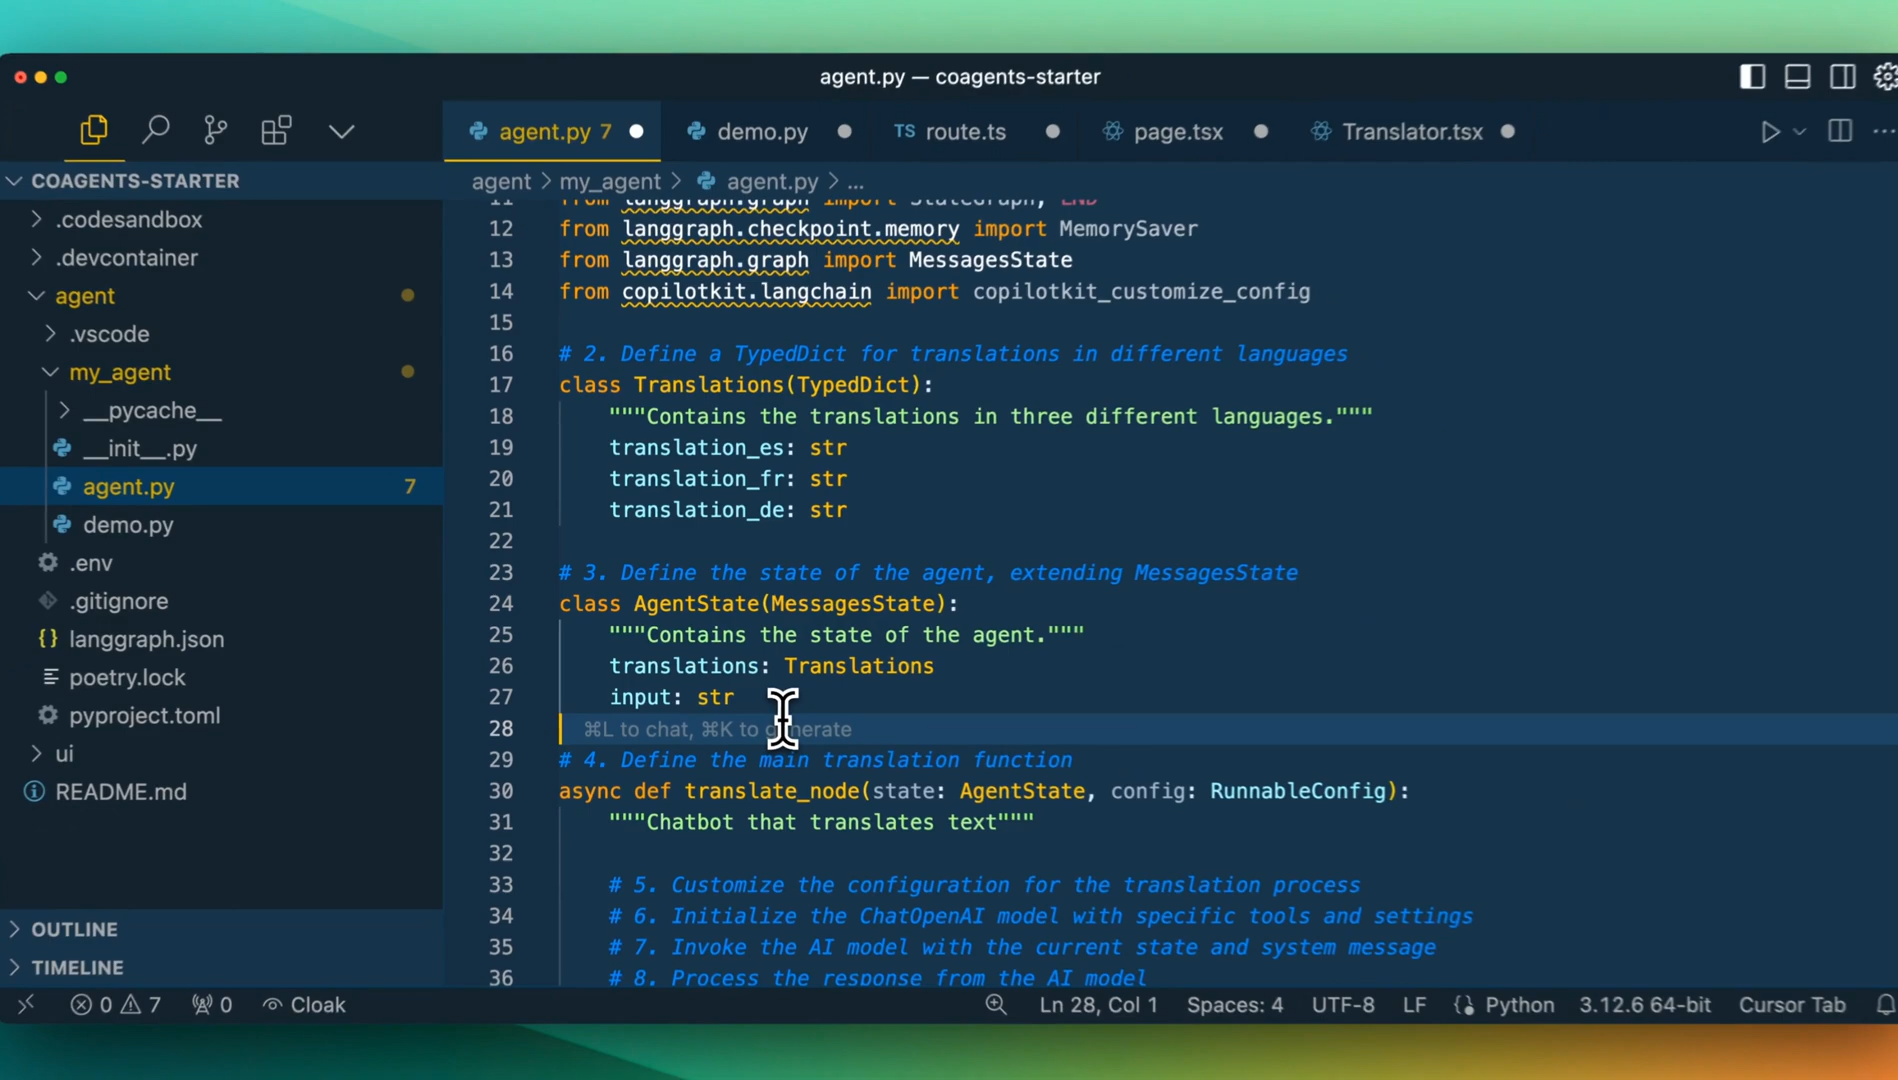 agent.py — coagents-starter
agent.py 7
demo.py
TS route.ts
page.tsx
Translator.tsx
COAGENTS-STARTER
.codesandbox
.devcontainer
agent
.vscode
my_agent
__pycache__
__init__.py
agent.py 7
demo.py
.env
.gitignore
{} langgraph.json
poetry.lock
pyproject.toml
ui
README.md
OUTLINE
TIMELINE
agent > my_agent > agent.py > ...
11 from langgraph.graph import StateGraph, END
12 from langgraph.checkpoint.memory import MemorySaver
13 from langgraph.graph import MessagesState
14 from copilotkit.langchain import copilotkit_customize_config
15
16 # 2. Define a TypedDict for translations in different languages
17 class Translations(TypedDict):
18 """Contains the translations in three different languages."""
19 translation_es: str
20 translation_fr: str
21 translation_de: str
22
23 # 3. Define the state of the agent, extending MessagesState
24 class AgentState(MessagesState):
25 """Contains the state of the agent."""
26 translations: Translations
27 input: str
28 ⌘L to chat, ⌘K to generate
29 # 4. Define the main translation function
30 async def translate_node(state: AgentState, config: RunnableConfig):
31 """Chatbot that translates text"""
32
33 # 5. Customize the configuration for the translation process
34 # 6. Initialize the ChatOpenAI model with specific tools and settings
35 # 7. Invoke the AI model with the current state and system message
36 # 8. Process the response from the AI model
0 7 0 Cloak
Ln 28, Col 1 Spaces: 4 UTF-8 LF Python 3.12.6 64-bit Cursor Tab